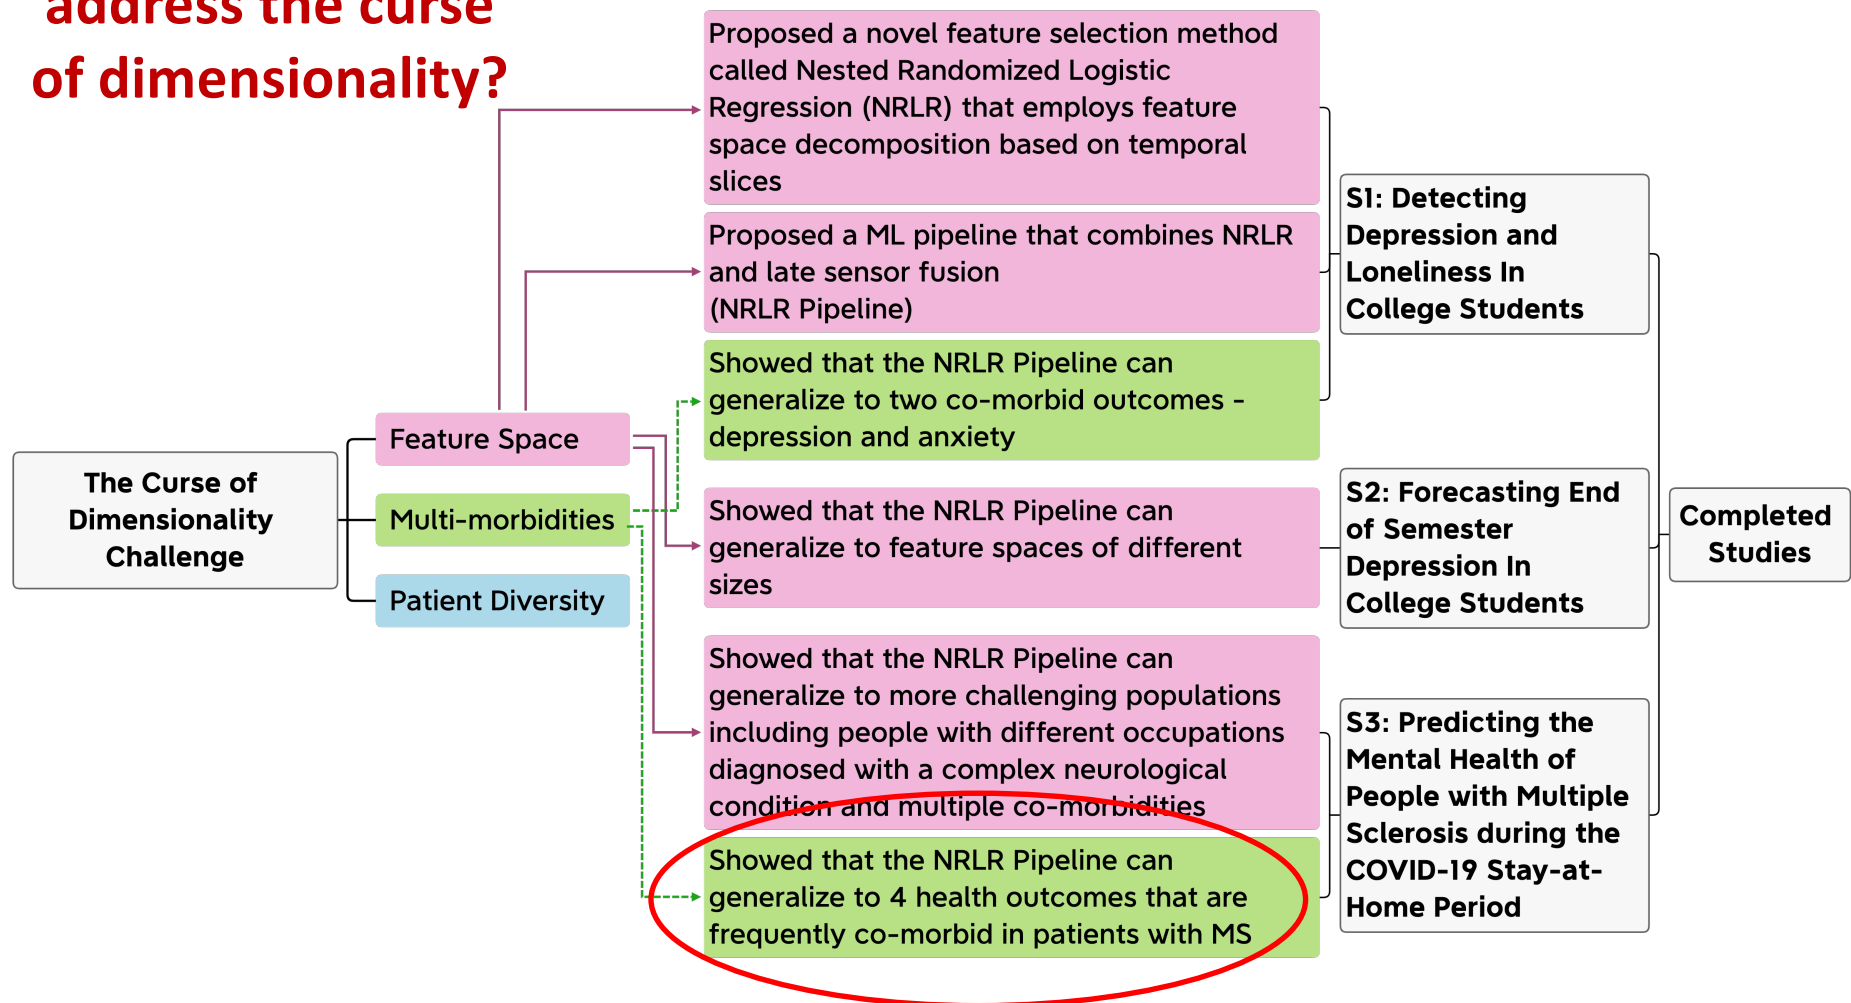 address the curse
of dimensionality?
Proposed a novel feature selection method
called Nested Randomized Logistic
Regression (NRLR) that employs feature
space decomposition based on temporal
slices
Proposed a ML pipeline that combines NRLR
and late sensor fusion
(NRLR Pipeline)
Showed that the NRLR Pipeline can
generalize to two co-morbid outcomes -
depression and anxiety
S1: Detecting
Depression and
Loneliness In
College Students
The Curse of
Dimensionality
Challenge
Feature Space
Multi-morbidities
Patient Diversity
Showed that the NRLR Pipeline can
generalize to feature spaces of different
sizes
S2: Forecasting End
of Semester
Depression In
College Students
Completed
Studies
Showed that the NRLR Pipeline can
generalize to more challenging populations
including people with different occupations
diagnosed with a complex neurological
condition and multiple co-morbidities
Showed that the NRLR Pipeline can
generalize to 4 health outcomes that are
frequently co-morbid in patients with MS
S3: Predicting the
Mental Health of
People with Multiple
Sclerosis during the
COVID-19 Stay-at-
Home Period